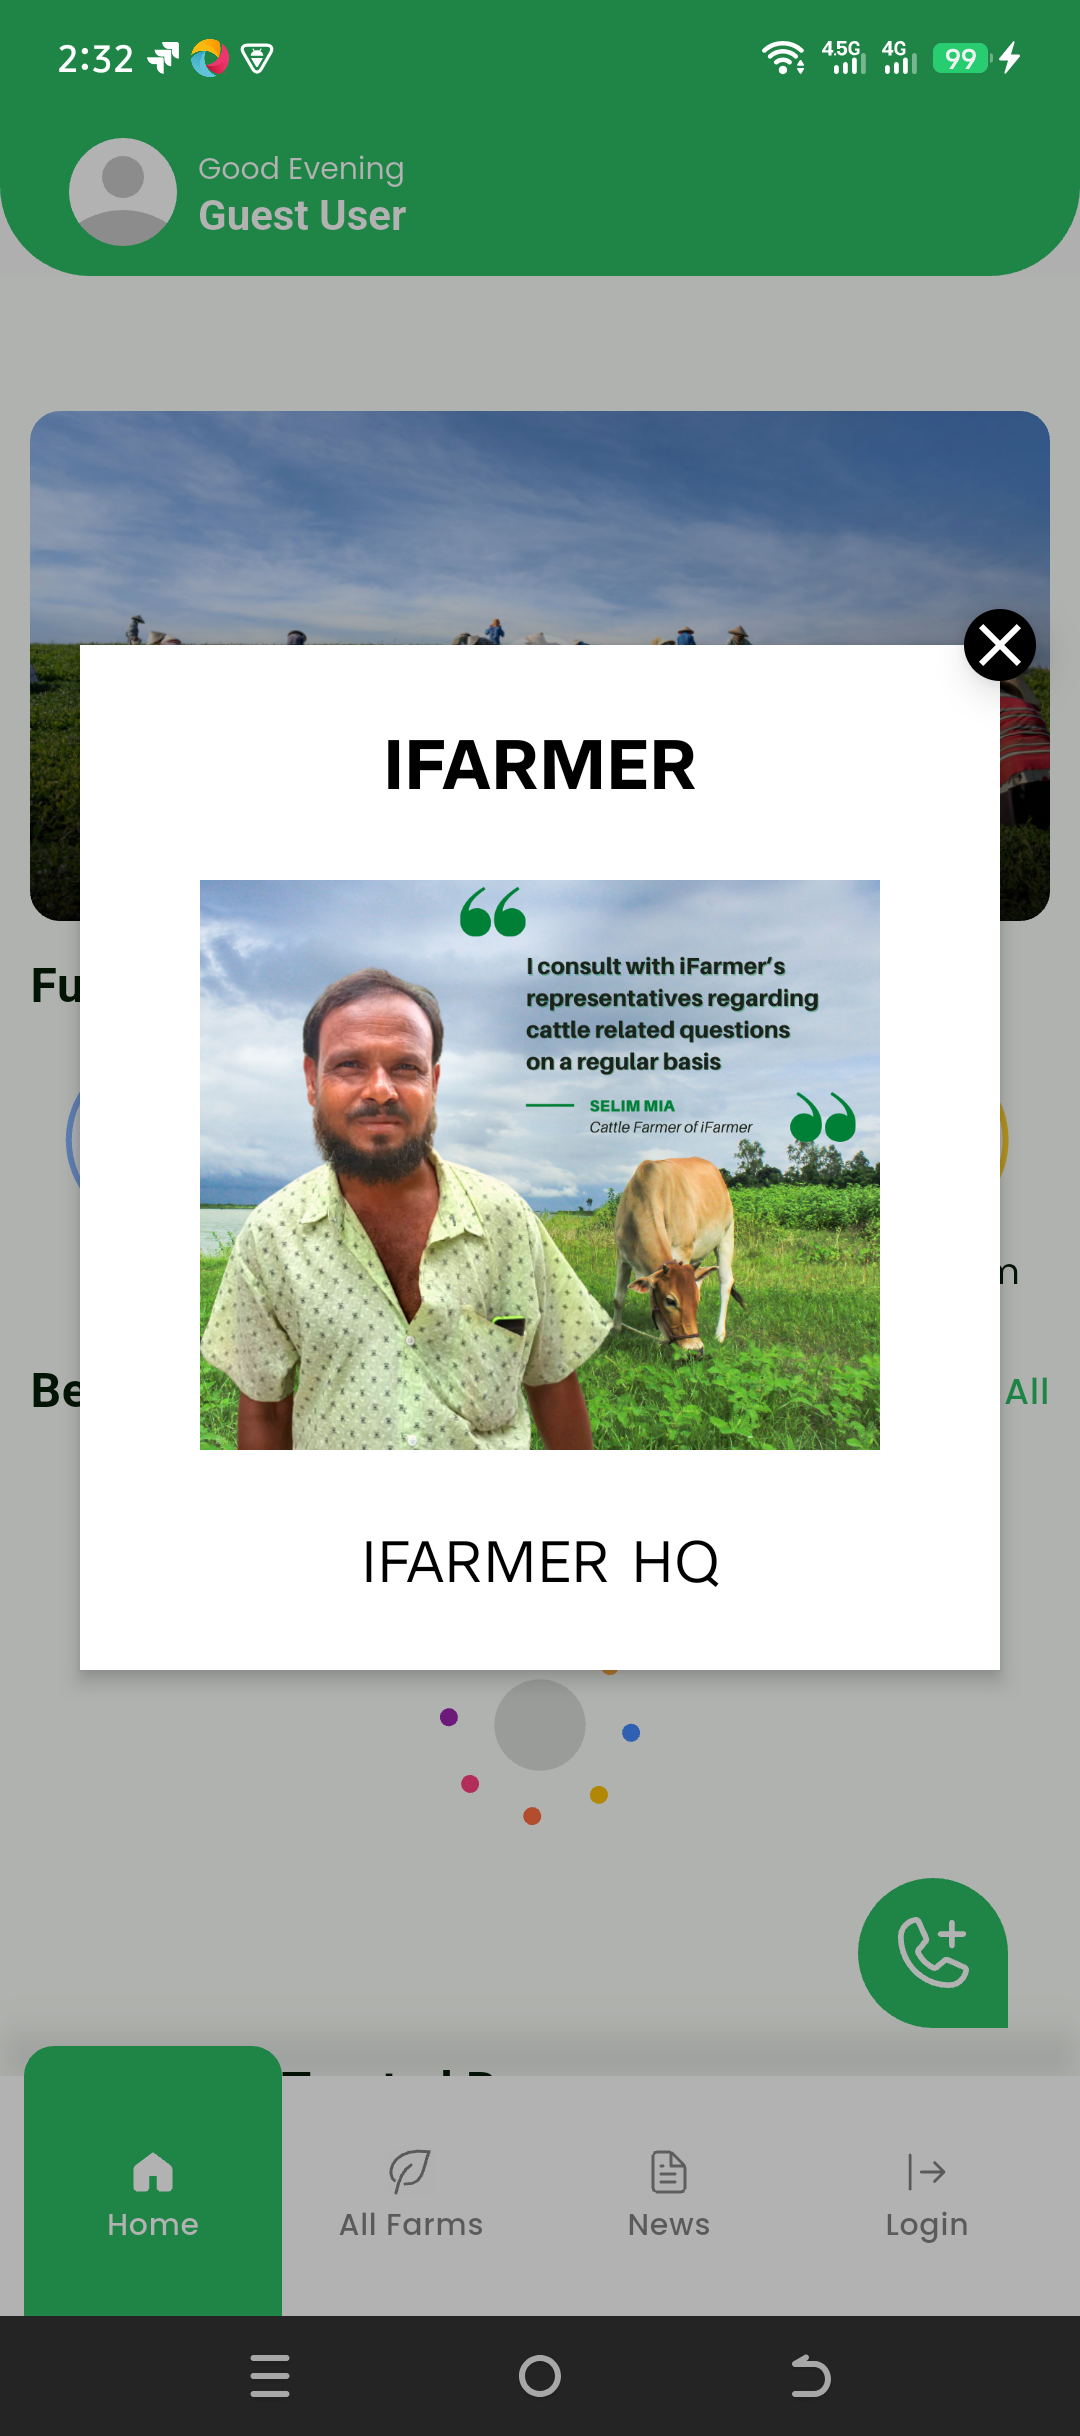 2:32
4.5G 4G 99
Good Evening
Guest User
IFARMER
I consult with iFarmer's
representatives regarding
cattle related questions
on a regular basis
SELIM MIA
Cattle Farmer of iFarmer
Fu
m
Be
All
IFARMER HQ
Home
All Farms
News
Login